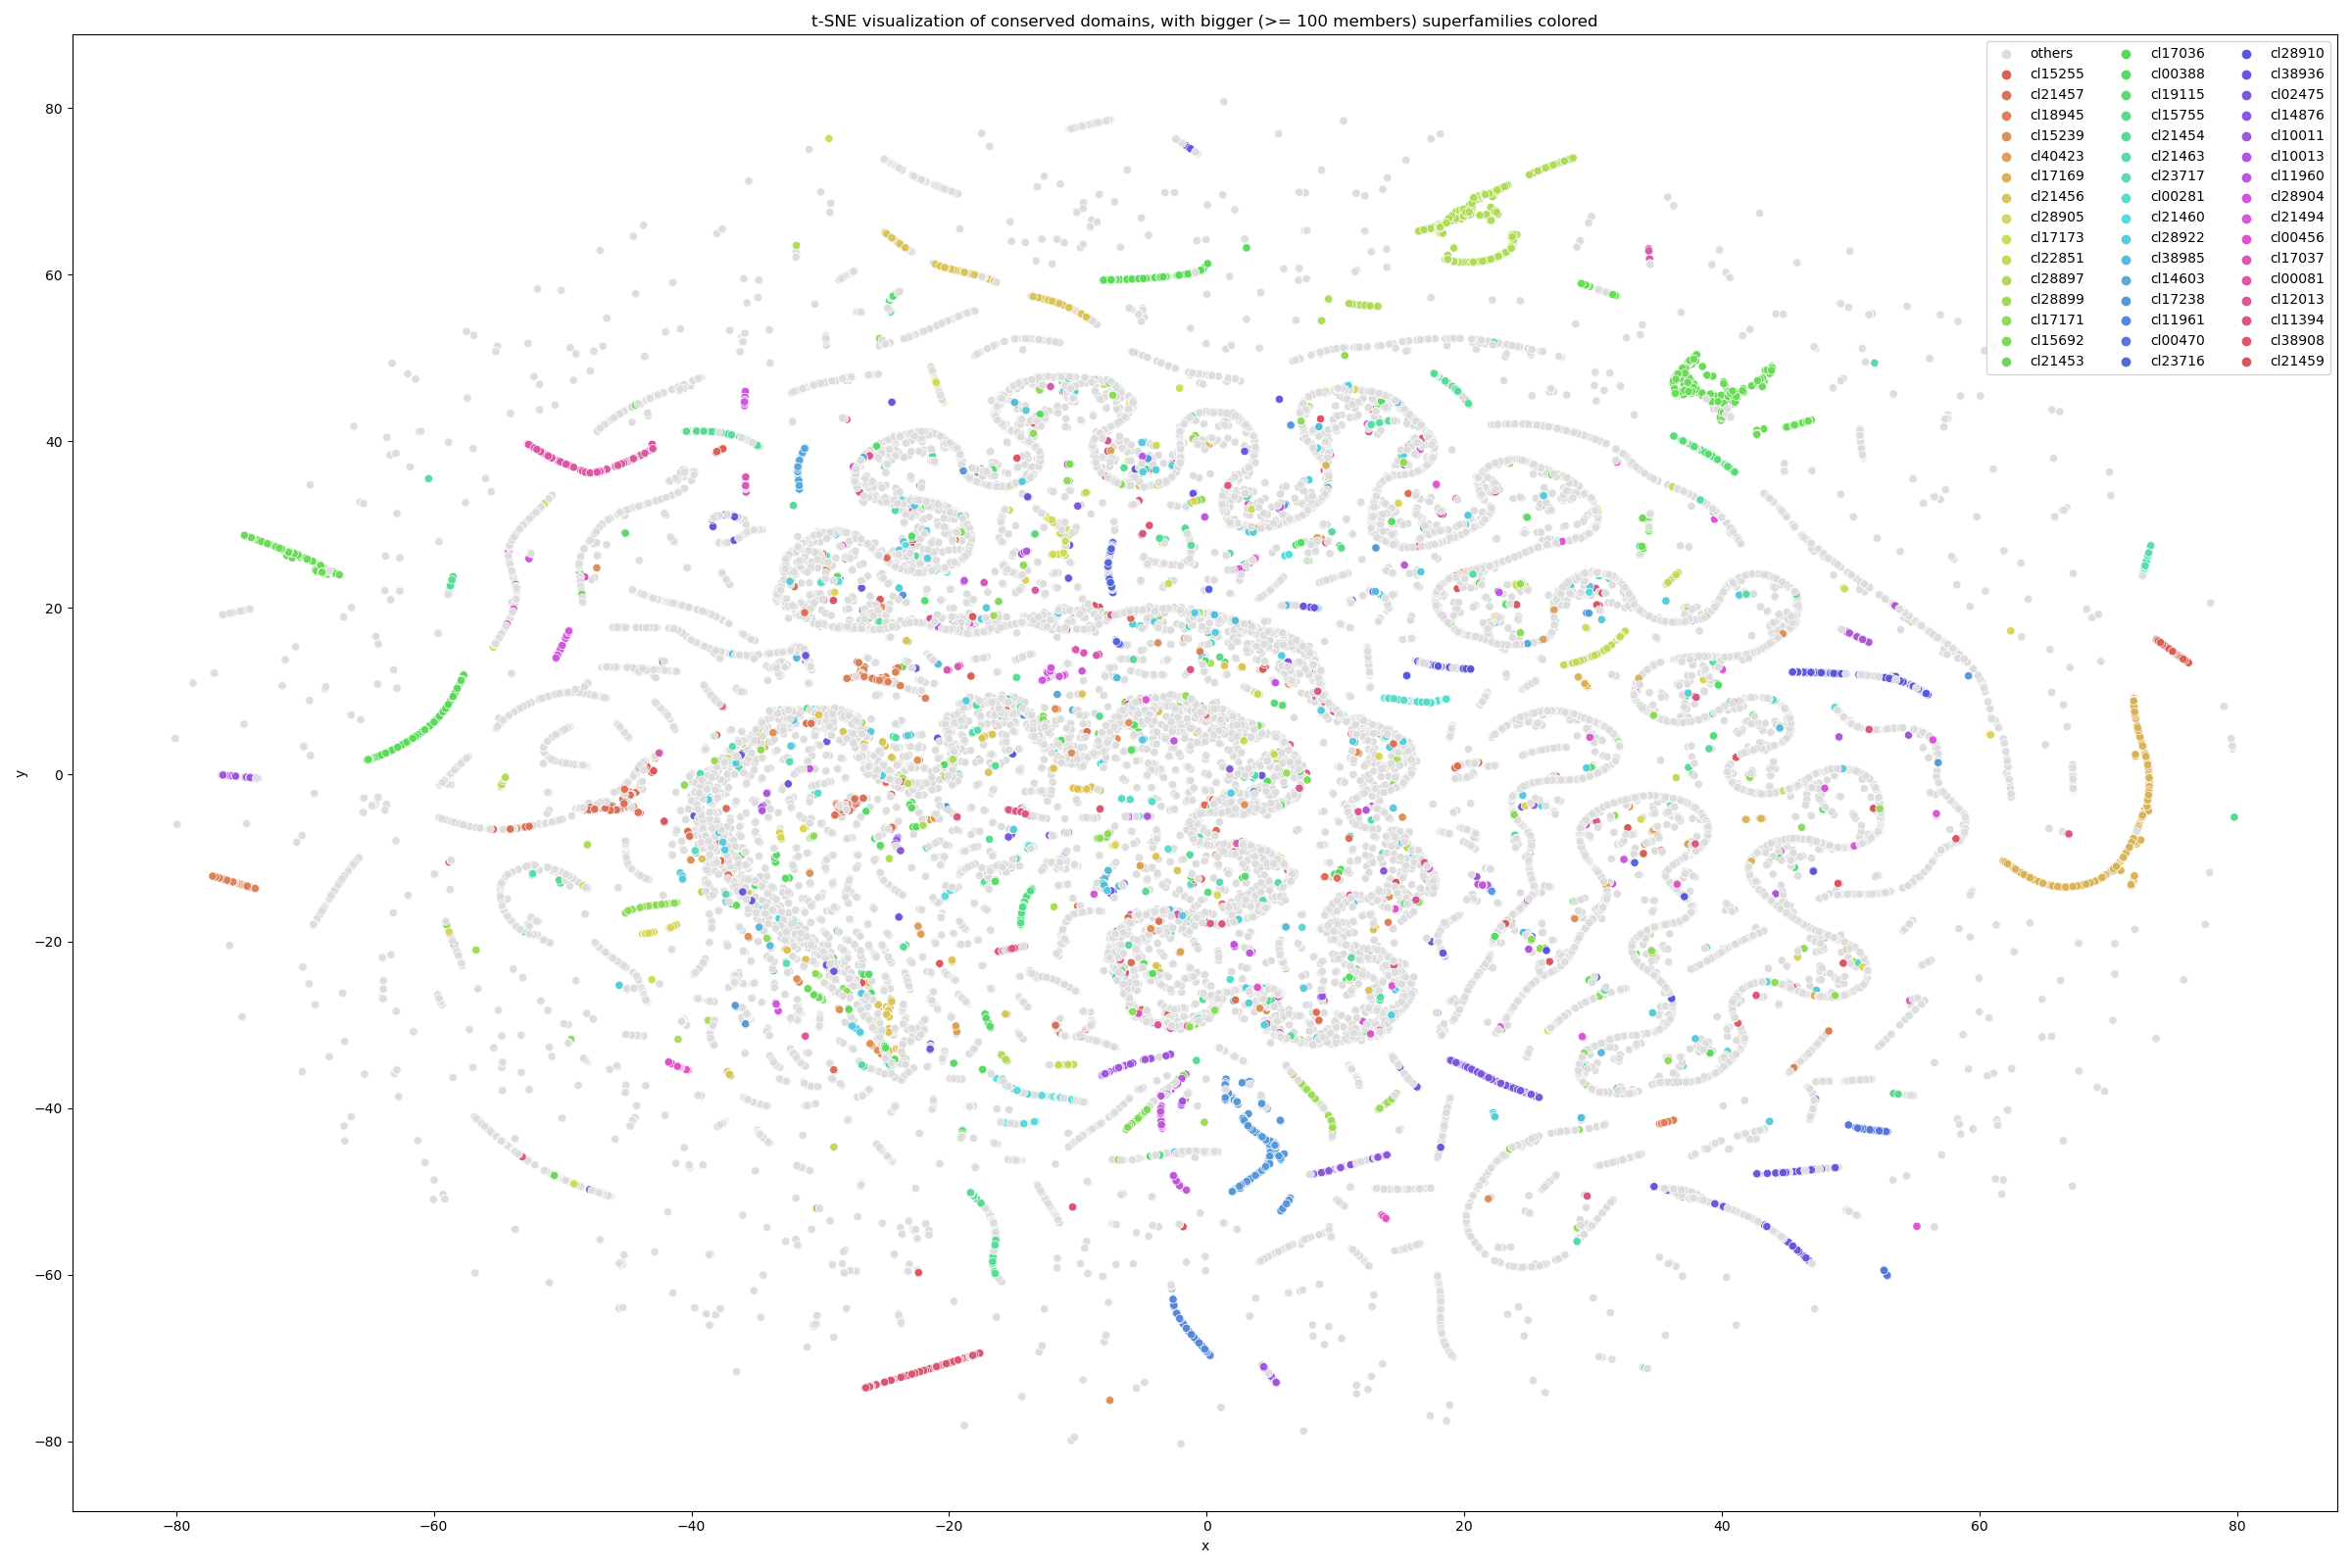 t-SNE visualization of conserved domains, with bigger (>= 100 members) superfamilies colored
others
cl15255
cl21457
cl18945
cl15239
cl40423
cl17169
cl21456
cl28905
cl17173
cl22851
cl28897
cl28899
cl17171
cl15692
cl21453
cl17036
cl00388
cl19115
cl15755
cl21454
cl21463
cl23717
cl00281
cl21460
cl28922
cl38985
cl14603
cl17238
cl11961
cl00470
cl23716
cl28910
cl38936
cl02475
cl14876
cl10011
cl10013
cl11960
cl28904
cl21494
cl00456
cl17037
cl00081
cl12013
cl11394
cl38908
cl21459
y
80
60
40
20
0
−20
−40
−60
−80
−80
−60
−40
−20
0
20
40
60
80
x